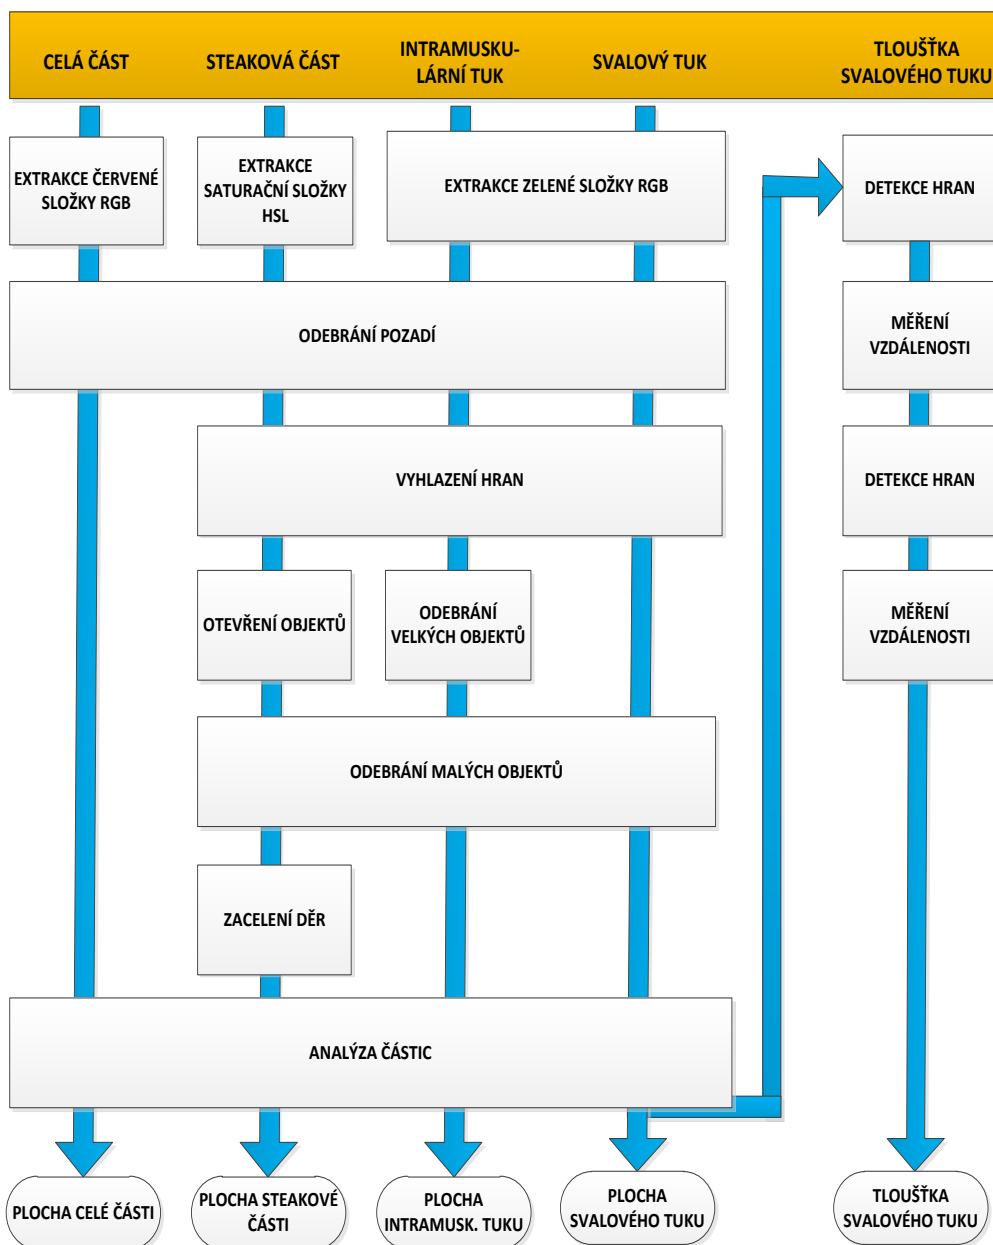 CELÁ ČÁST
STEAKOVÁ ČÁST
INTRAMUSKU-
LÁRNÍ TUK
SVALOVÝ TUK
TLOUŠŤKA
SVALOVÉHO TUKU
EXTRAKCE ČERVENÉ
SLOŽKY RGB
EXTRAKCE
SATURAČNÍ SLOŽKY
HSL
EXTRAKCE ZELENÉ SLOŽKY RGB
DETEKCE HRAN
ODEBRÁNÍ POZADÍ
MĚŘENÍ
VZDÁLENOSTI
VYHLAZENÍ HRAN
DETEKCE HRAN
OTEVŘENÍ OBJEKTŮ
ODEBRÁNÍ
VELKÝCH OBJEKTŮ
MĚŘENÍ
VZDÁLENOSTI
ODEBRÁNÍ MALÝCH OBJEKTŮ
ZACELENÍ DĚR
ANALÝZA ČÁSTIC
PLOCHA CELÉ ČÁSTI
PLOCHA STEAKOVÉ
ČÁSTI
PLOCHA
INTRAMUSK. TUKU
PLOCHA
SVALOVÉHO TUKU
TLOUŠŤKA
SVALOVÉHO TUKU